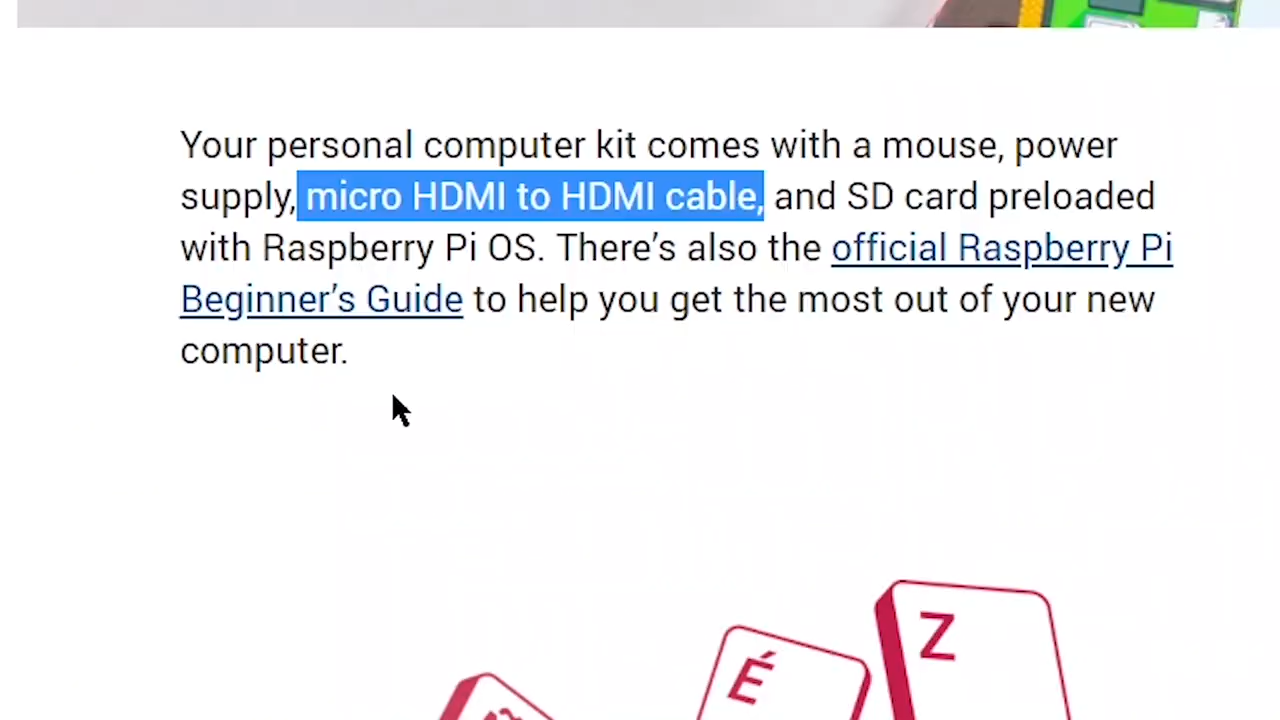 Your personal computer kit comes with a mouse, power
supply, micro HDMI to HDMI cable, and SD card preloaded
with Raspberry Pi OS. There’s also the official Raspberry Pi
Beginner’s Guide to help you get the most out of your new
computer.
Z
É